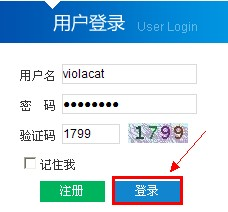 用户登录 User Login
用户名 violacat
密 码 ●●●●●●●●
验证码 1799 1799
记住我
注册 登录